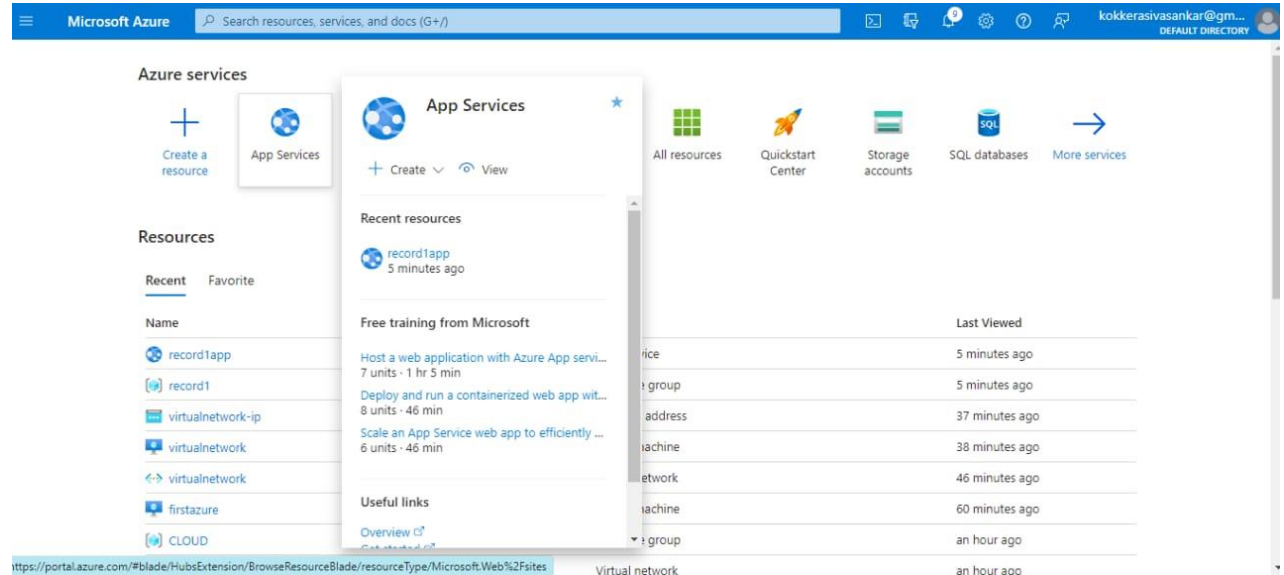 Microsoft Azure
Search resources, services, and docs (G+/)
9
kokkerasivasankar@gm...
DEFAULT DIRECTORY
Azure services
Create a
resource
App Services
All resources
Quickstart
Center
Storage
accounts
SQL
SQL databases
More services
App Services
Create
View
Recent resources
record1app
5 minutes ago
Free training from Microsoft
Host a web application with Azure App servi...
7 units · 1 hr 5 min
Deploy and run a containerized web app wit...
8 units · 46 min
Scale an App Service web app to efficiently ...
6 units · 46 min
Useful links
Overview
Get started
Resources
Recent Favorite
Name Last Viewed
record1app vice 5 minutes ago
record1 group 5 minutes ago
virtualnetwork-ip address 37 minutes ago
virtualnetwork achine 38 minutes ago
virtualnetwork etwork 46 minutes ago
firstazure achine 60 minutes ago
CLOUD group an hour ago
Virtual network an hour ago
https://portal.azure.com/#blade/HubsExtension/BrowseResourceBlade/resourceType/Microsoft.Web%2Fsites